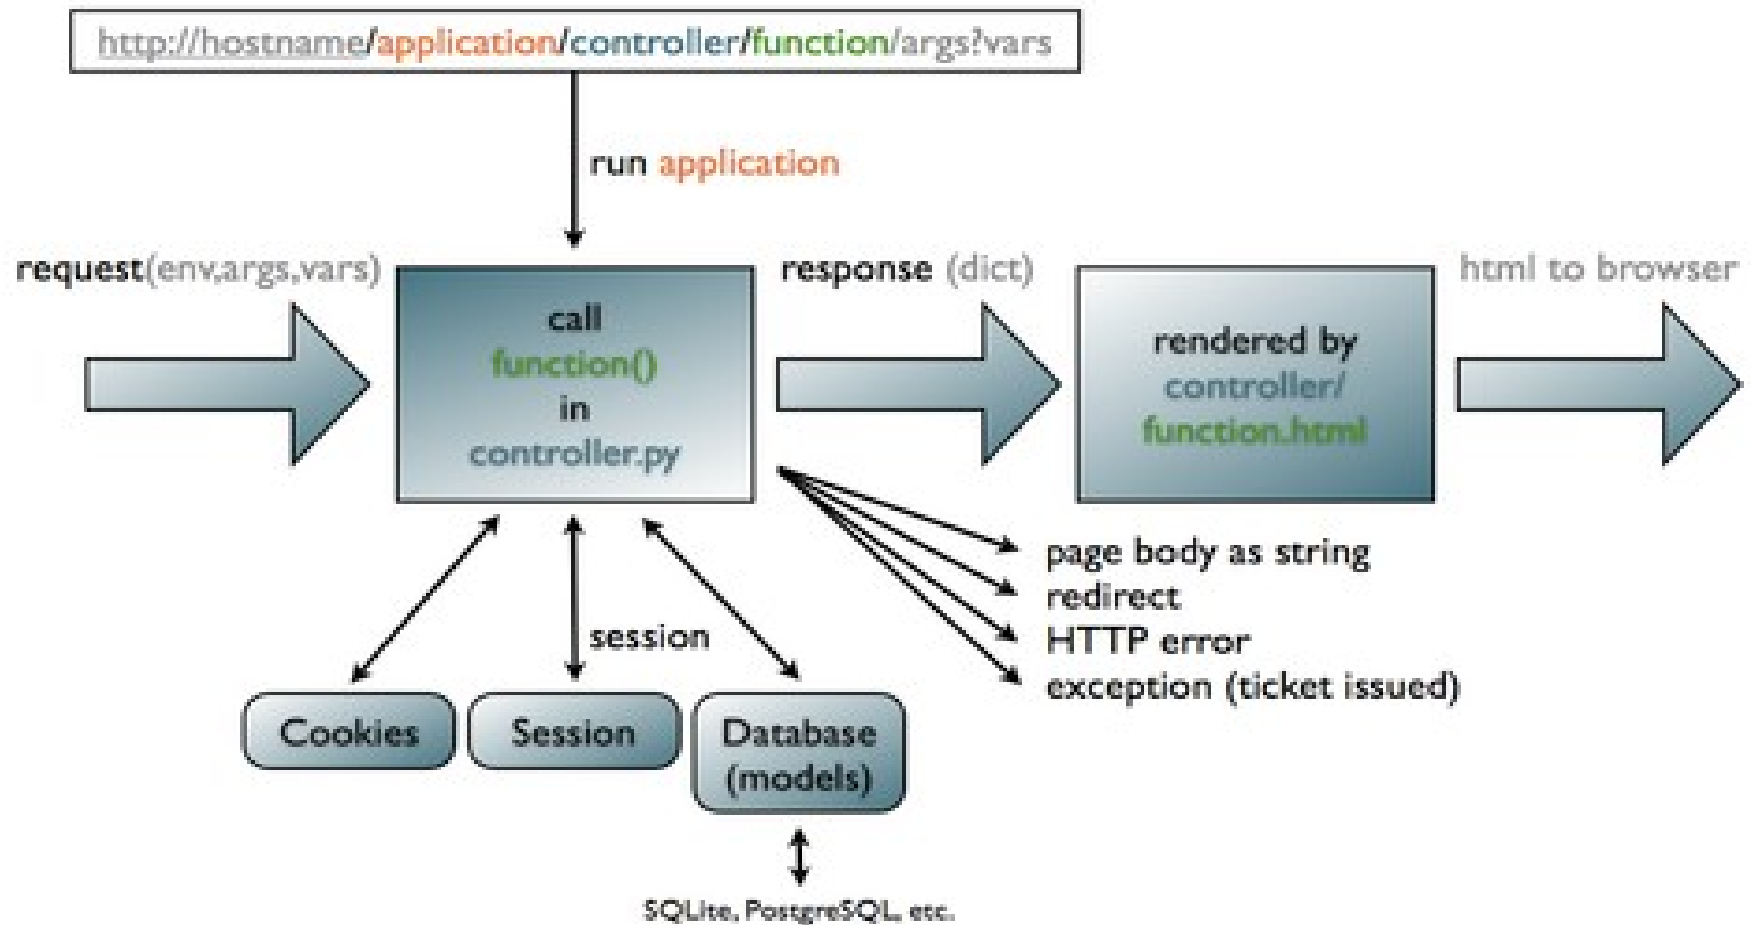 http://hostname/application/controller/function/args?vars
run application
request(env,args,vars)
call
function()
in
controller.py
response (dict)
rendered by
controller/
function.html
html to browser
page body as string
redirect
HTTP error
exception (ticket issued)
session
Cookies
Session
Database
(models)
SQLite, PostgreSQL, etc.